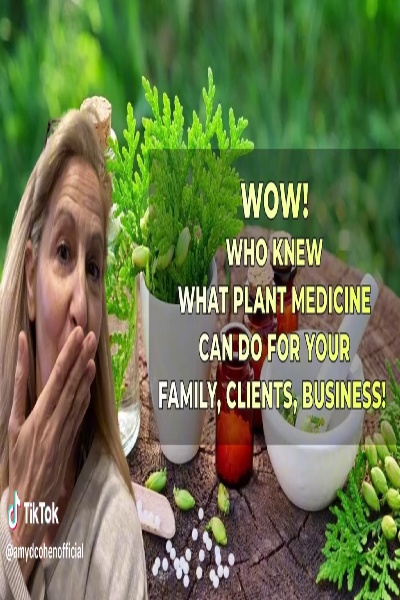 WOW!
WHO KNEW
WHAT PLANT MEDICINE
CAN DO FOR YOUR
FAMILY, CLIENTS, BUSINESS!
TikTok
@amydcohenofficial